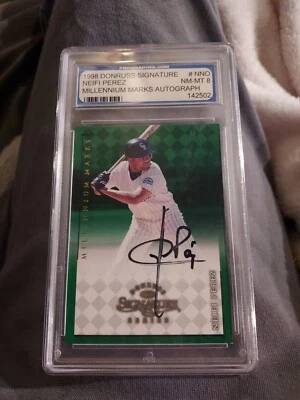 1998 DONRUSS SIGNATURE # NNO
NEIFI PEREZ NM-MT 8
MILLENNIUM MARKS AUTOGRAPH
142502
MILLENNIUM MARKS
DONRUSS
SIGNATURE
SERIES
NEIFI PEREZ